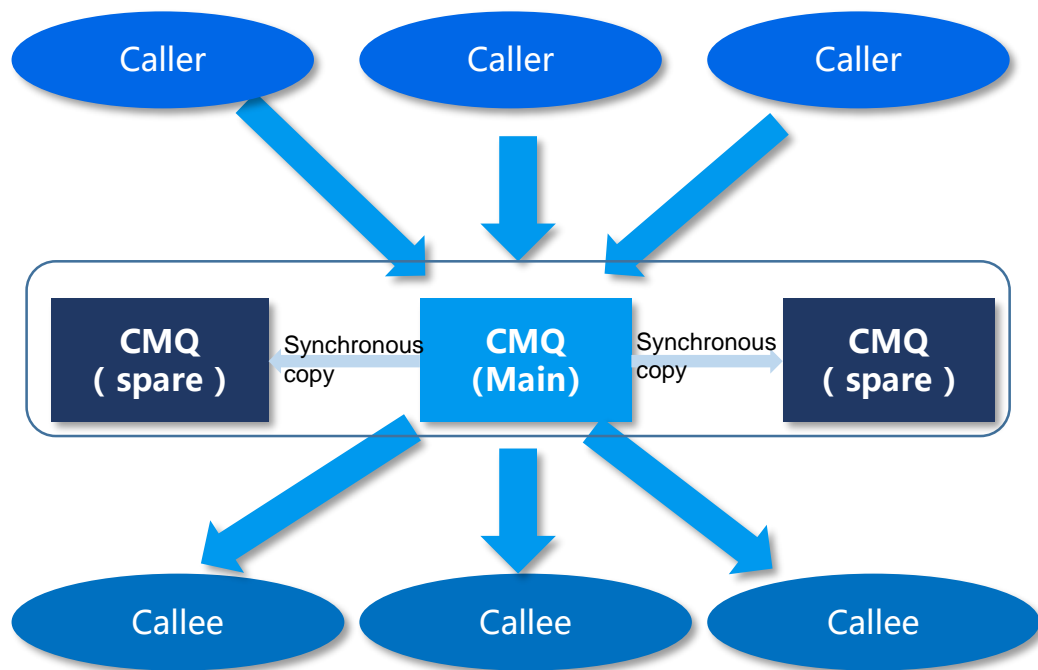 Caller
Caller
Caller
CMQ
( spare )
Synchronous
copy
CMQ
(Main)
Synchronous
copy
CMQ
( spare )
Callee
Callee
Callee